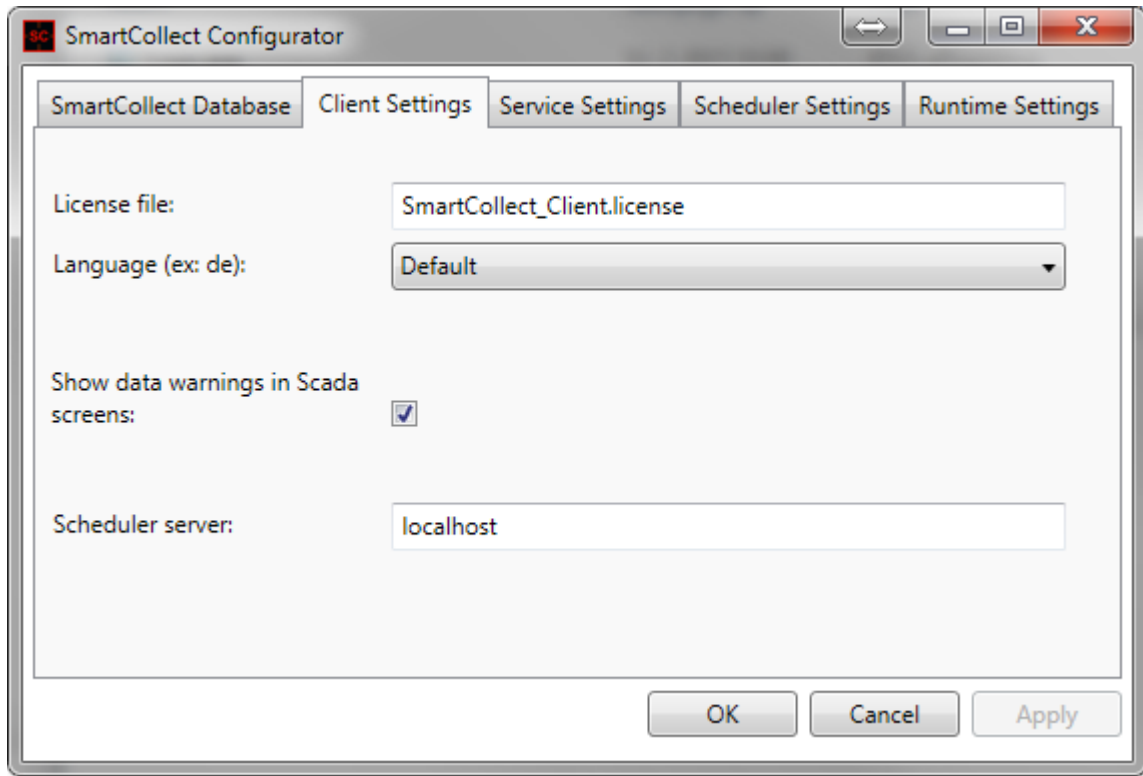 SC SmartCollect Configurator
SmartCollect Database Client Settings Service Settings Scheduler Settings Runtime Settings
License file: SmartCollect_Client.license
Language (ex: de): Default
Show data warnings in Scada
screens:
Scheduler server: localhost
OK Cancel Apply